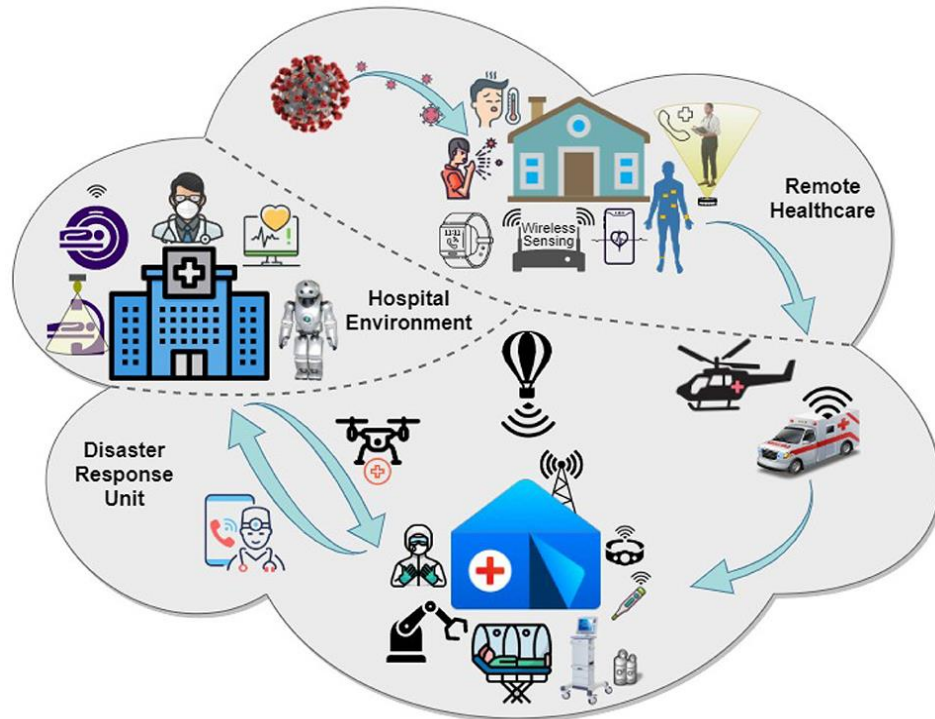 Wireless
Sensing
Remote
Healthcare
Hospital
Environment
Disaster
Response
Unit